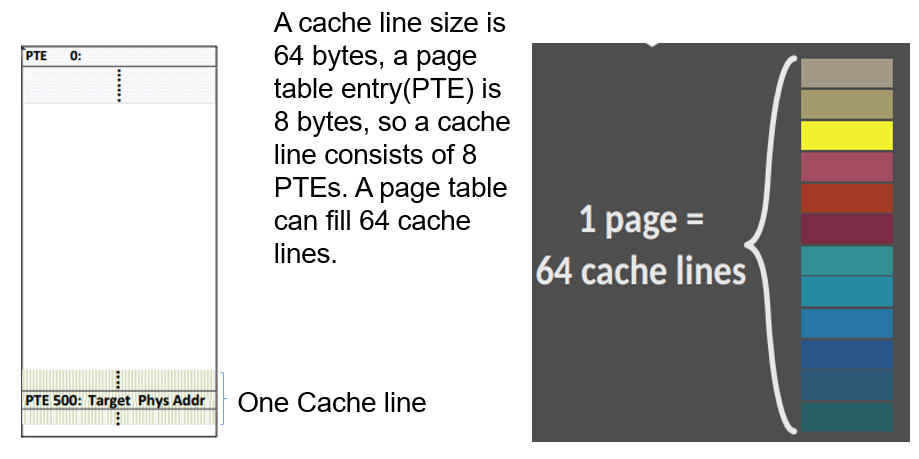 PTE 0:
A cache line size is
64 bytes, a page
table entry(PTE) is
8 bytes, so a cache
line consists of 8
PTEs. A page table
can fill 64 cache
lines.
1 page =
64 cache lines
PTE 500: Target Phys Addr
One Cache line